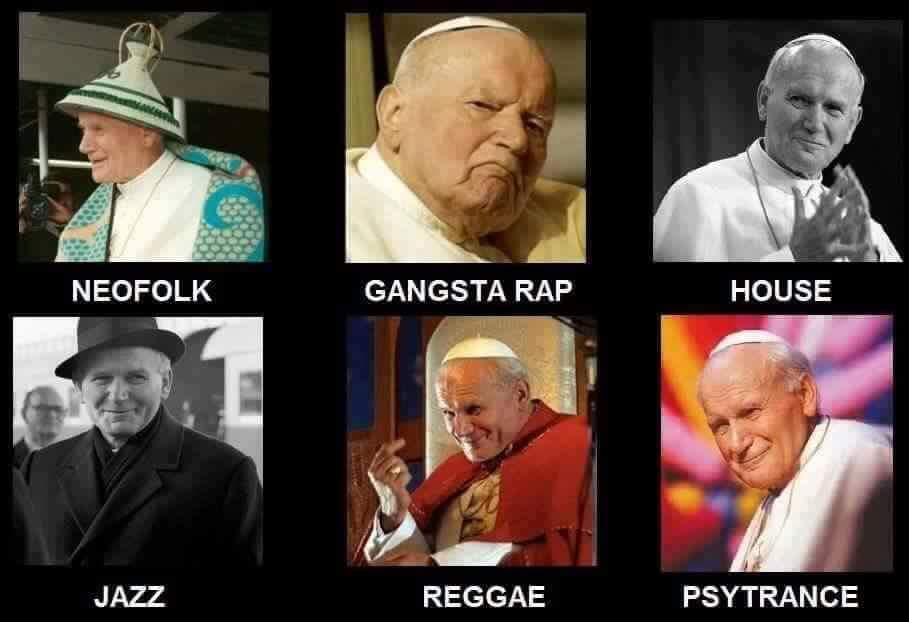 NEOFOLK
GANGSTA RAP
HOUSE
JAZZ
REGGAE
PSYTRANCE